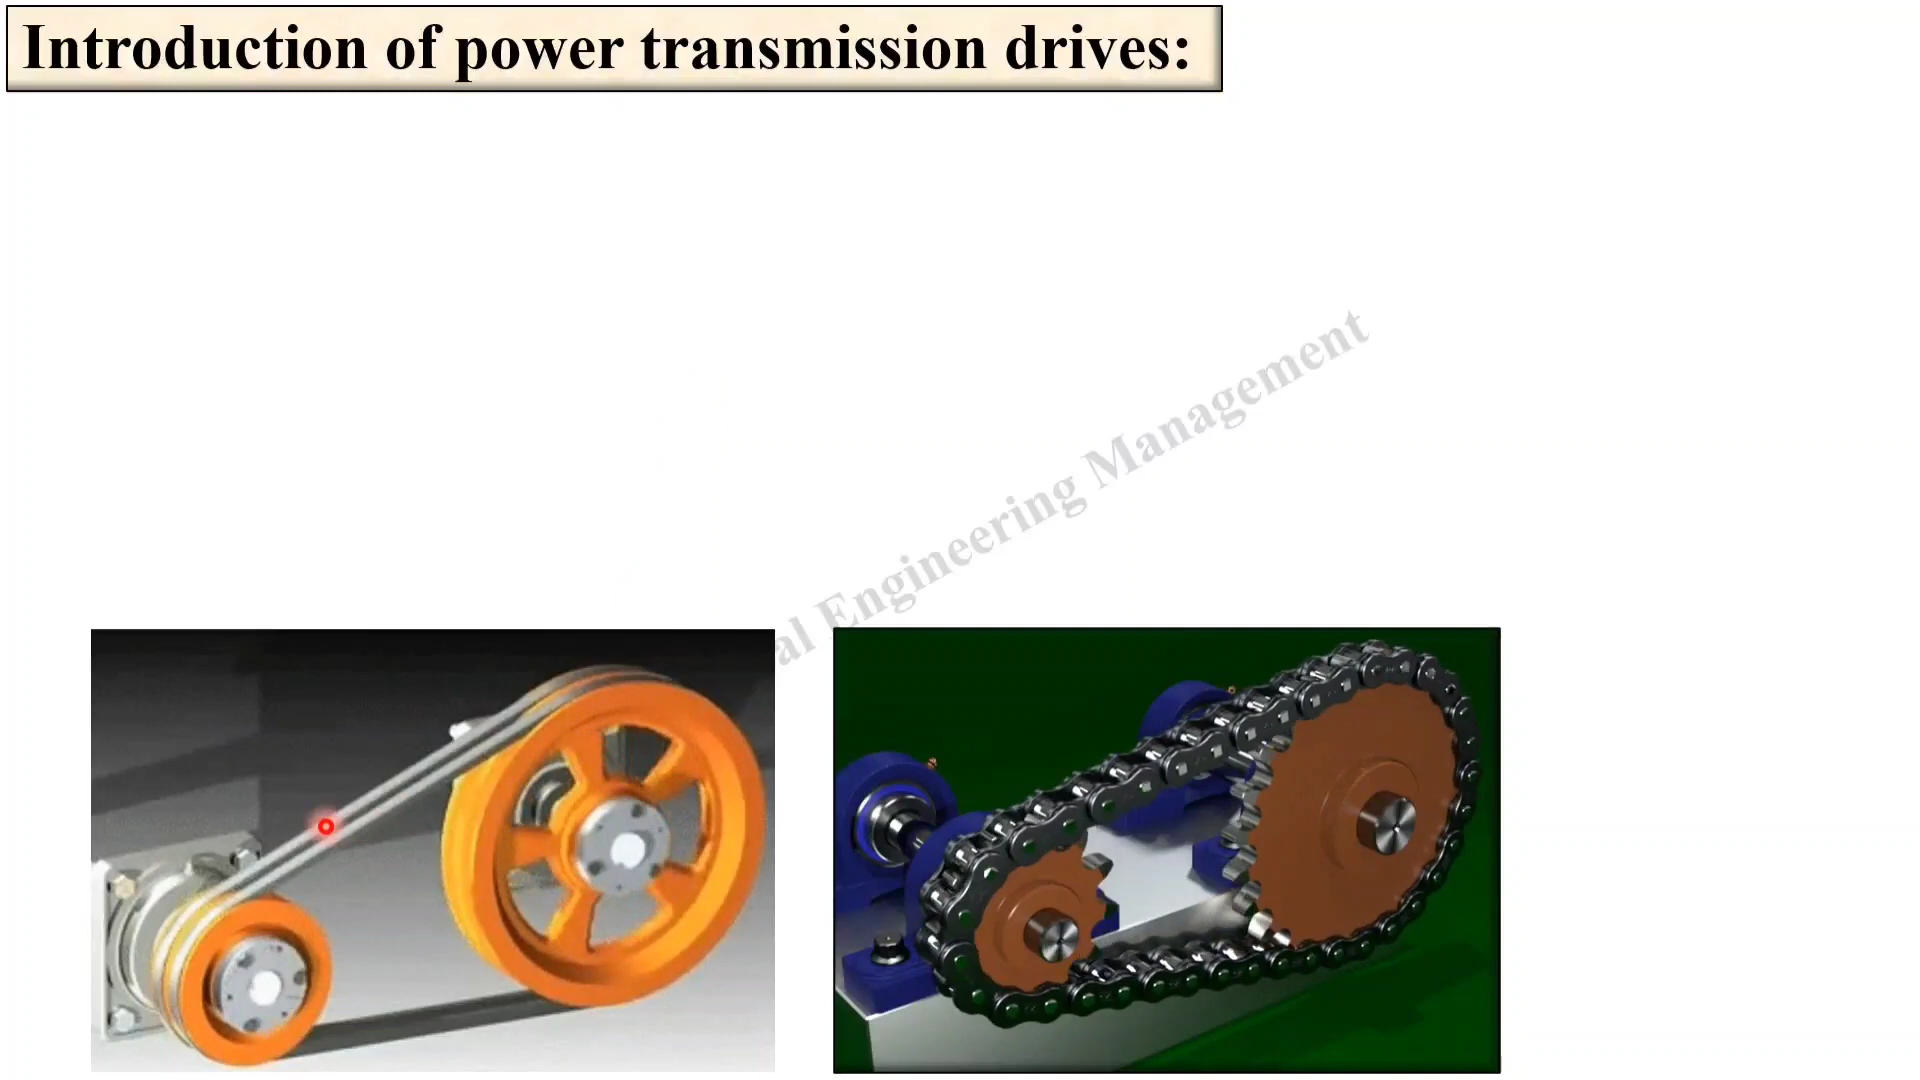 Introduction of power transmission drives:
al Engineering Management